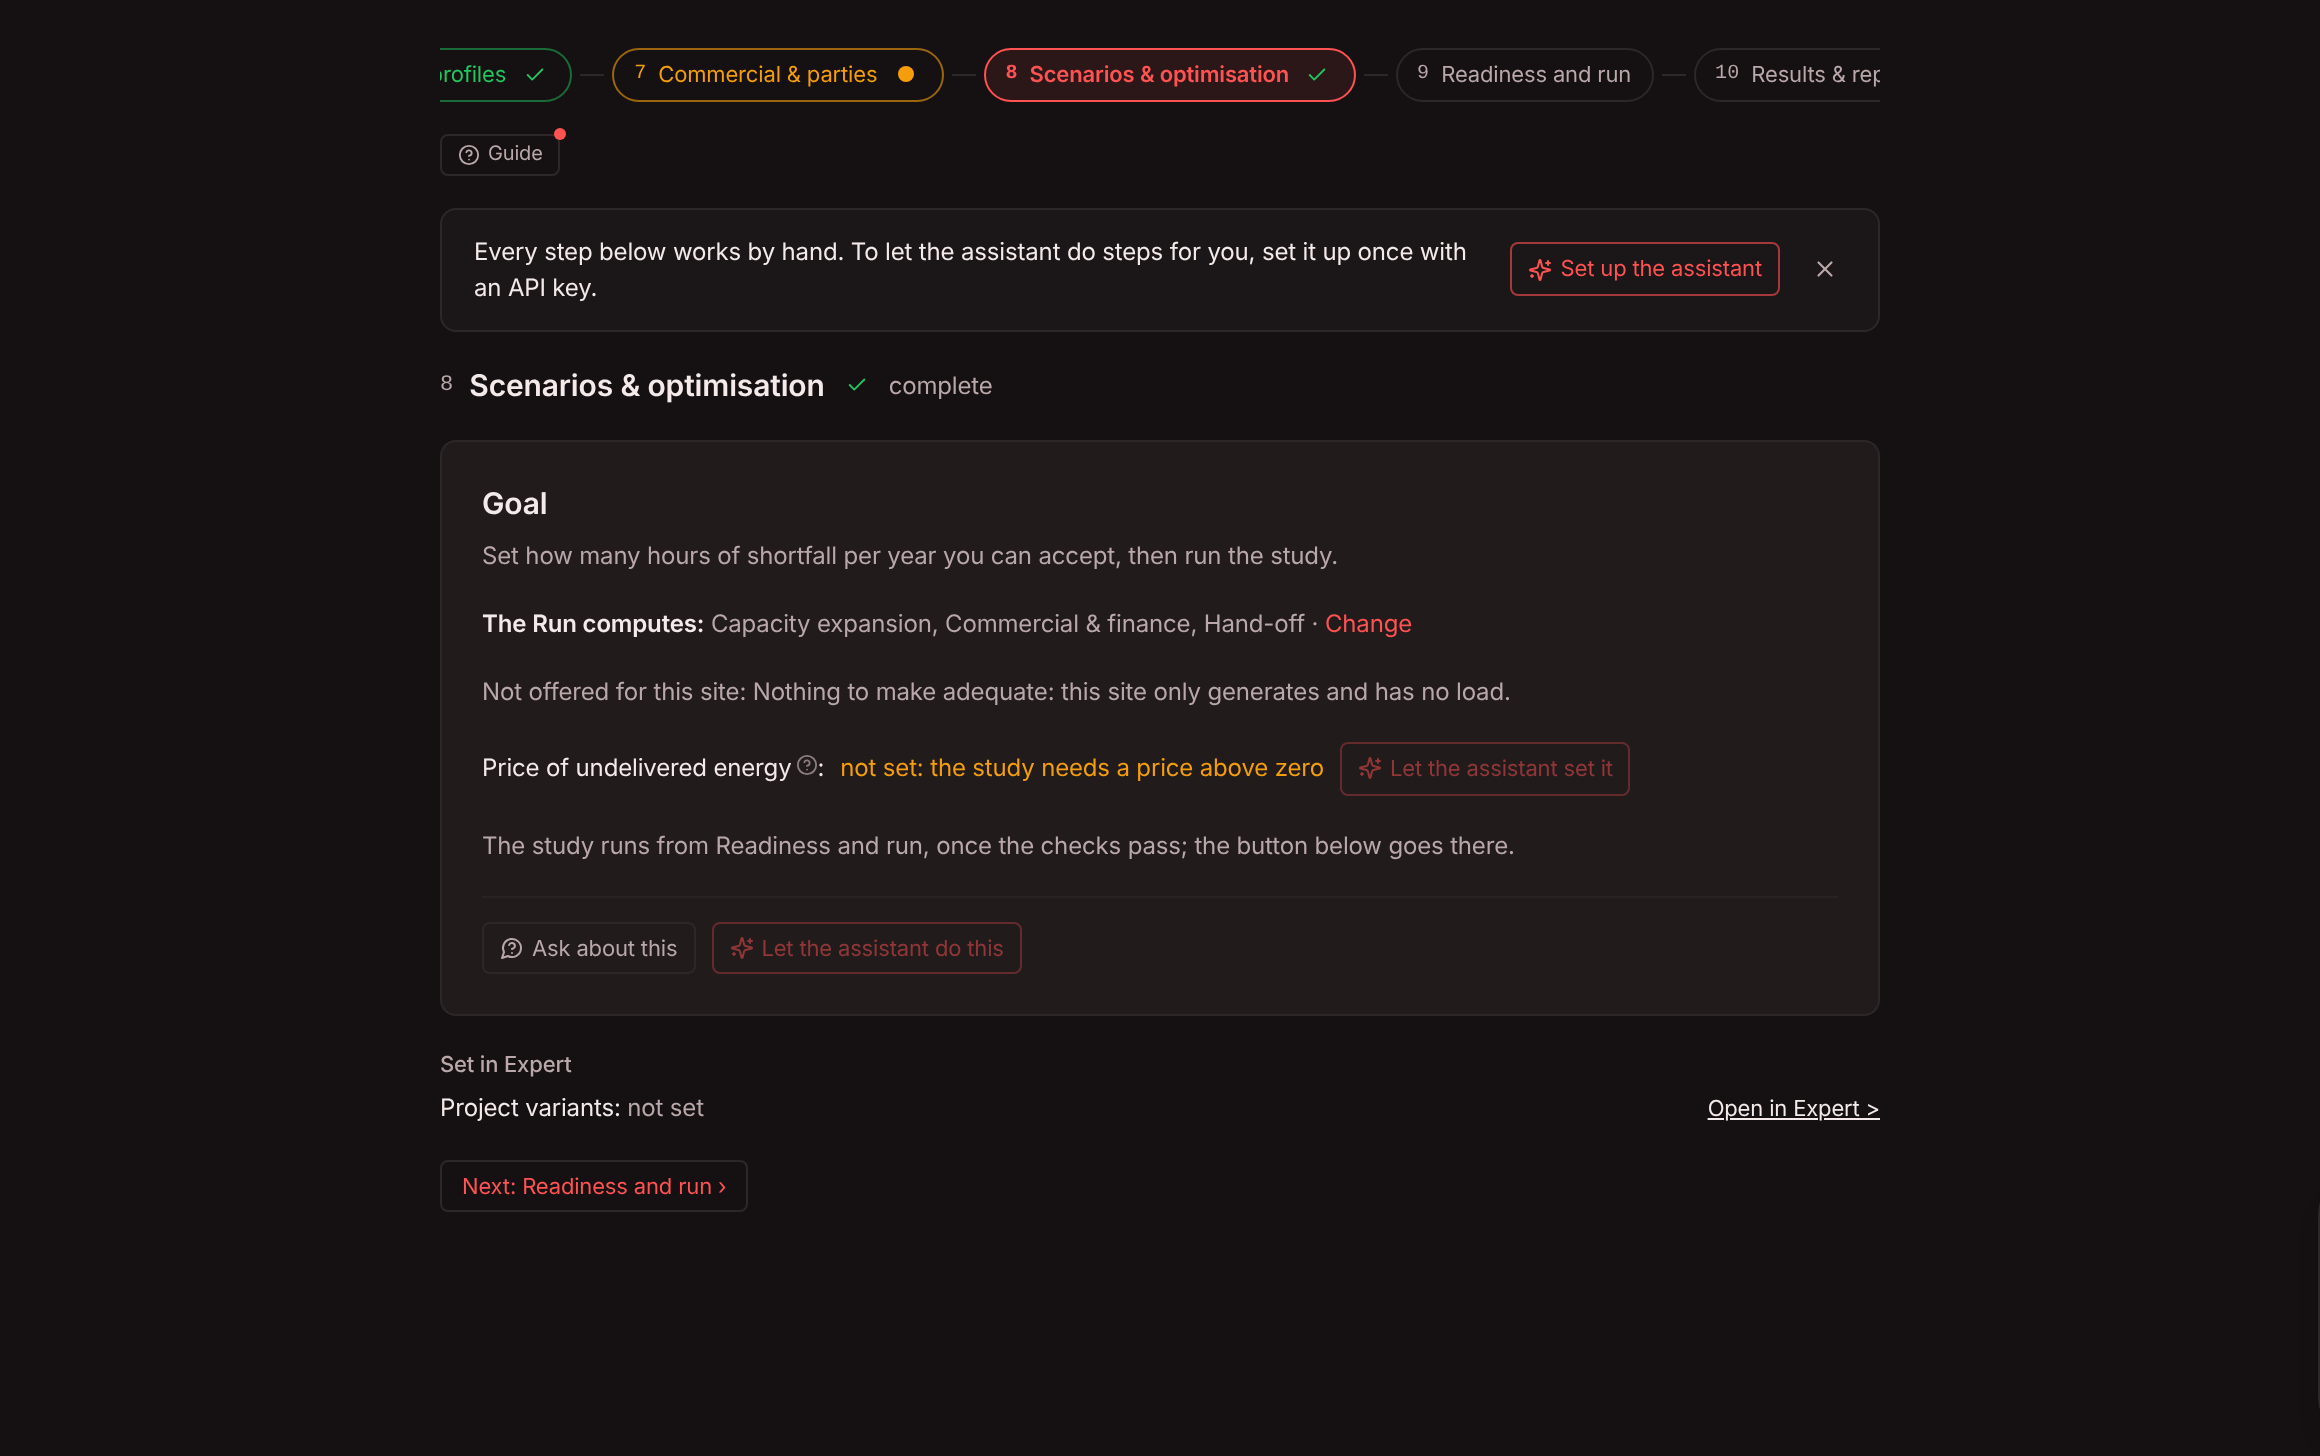 rofiles
7 Commercial & parties
8 Scenarios & optimisation
9 Readiness and run
10 Results & rep
Guide
Every step below works by hand. To let the assistant do steps for you, set it up once with
an API key.
Set up the assistant
8 Scenarios & optimisation complete
Goal
Set how many hours of shortfall per year you can accept, then run the study.
The Run computes: Capacity expansion, Commercial & finance, Hand-off · Change
Not offered for this site: Nothing to make adequate: this site only generates and has no load.
Price of undelivered energy ?: not set: the study needs a price above zero
Let the assistant set it
The study runs from Readiness and run, once the checks pass; the button below goes there.
Ask about this
Let the assistant do this
Set in Expert
Project variants: not set
Open in Expert >
Next: Readiness and run ›